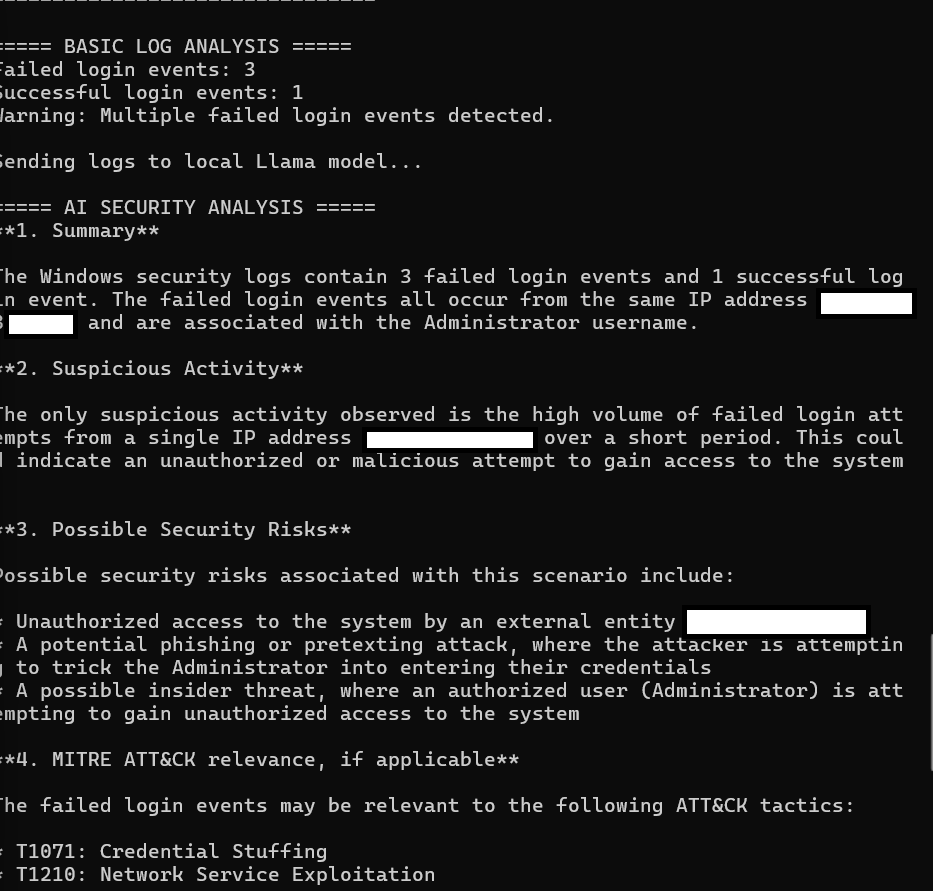 ===============================
===== BASIC LOG ANALYSIS =====
Failed login events: 3
Successful login events: 1
Warning: Multiple failed login events detected.
Sending logs to local Llama model...
===== AI SECURITY ANALYSIS =====
**1. Summary**
The Windows security logs contain 3 failed login events and 1 successful log
in event. The failed login events all occur from the same IP address
and are associated with the Administrator username.
**2. Suspicious Activity**
The only suspicious activity observed is the high volume of failed login att
empts from a single IP address over a short period. This coul
d indicate an unauthorized or malicious attempt to gain access to the system
**3. Possible Security Risks**
Possible security risks associated with this scenario include:
* Unauthorized access to the system by an external entity
* A potential phishing or pretexting attack, where the attacker is attemptin
g to trick the Administrator into entering their credentials
* A possible insider threat, where an authorized user (Administrator) is att
empting to gain unauthorized access to the system
**4. MITRE ATT&CK relevance, if applicable**
The failed login events may be relevant to the following ATT&CK tactics:
* T1071: Credential Stuffing
* T1210: Network Service Exploitation